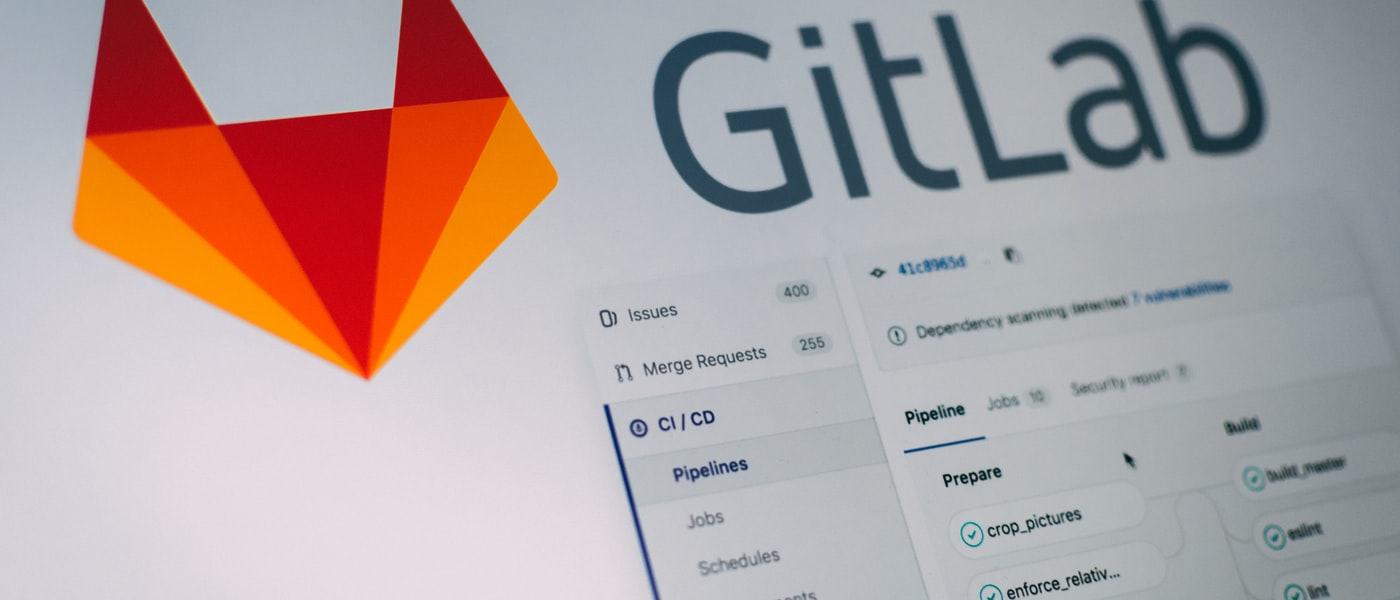 GitLab
Issues 400
Merge Requests 255
CI / CD
Pipelines
Jobs
Schedules
41c8965d
Dependency scanning detected 7 vulnerabilities
Pipeline Jobs 10 Security report 7
Prepare
crop_pictures
enforce_relativ...
Build
build_master
eslint
lint